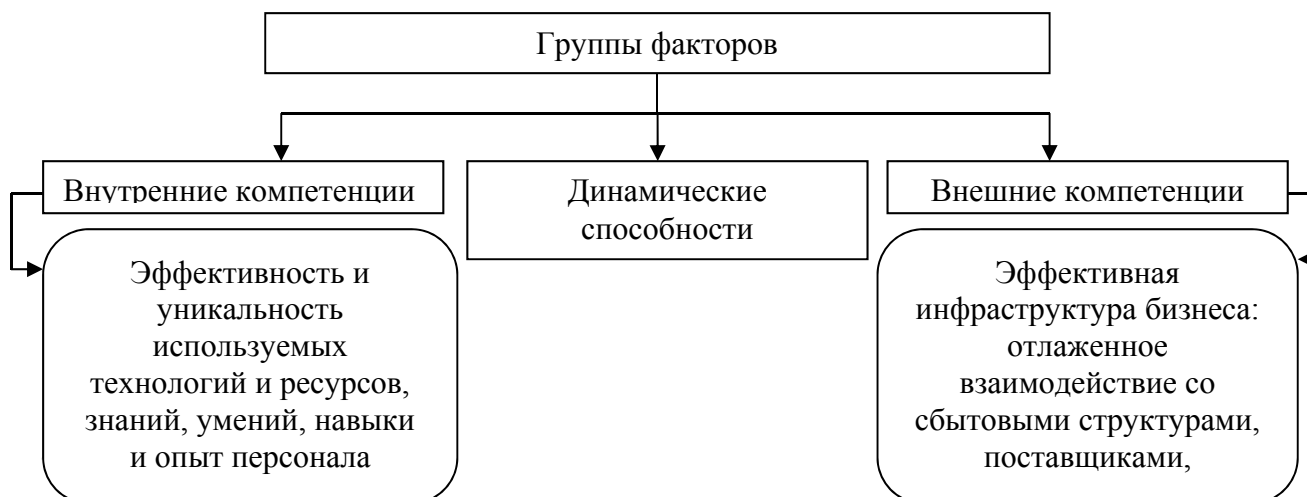 Группы факторов
Внутренние компетенции
Динамические
способности
Внешние компетенции
Эффективность и
уникальность
используемых
технологий и ресурсов,
знаний, умений, навыки
и опыт персонала
Эффективная
инфраструктура бизнеса:
отлаженное
взаимодействие со
сбытовыми структурами,
поставщиками,